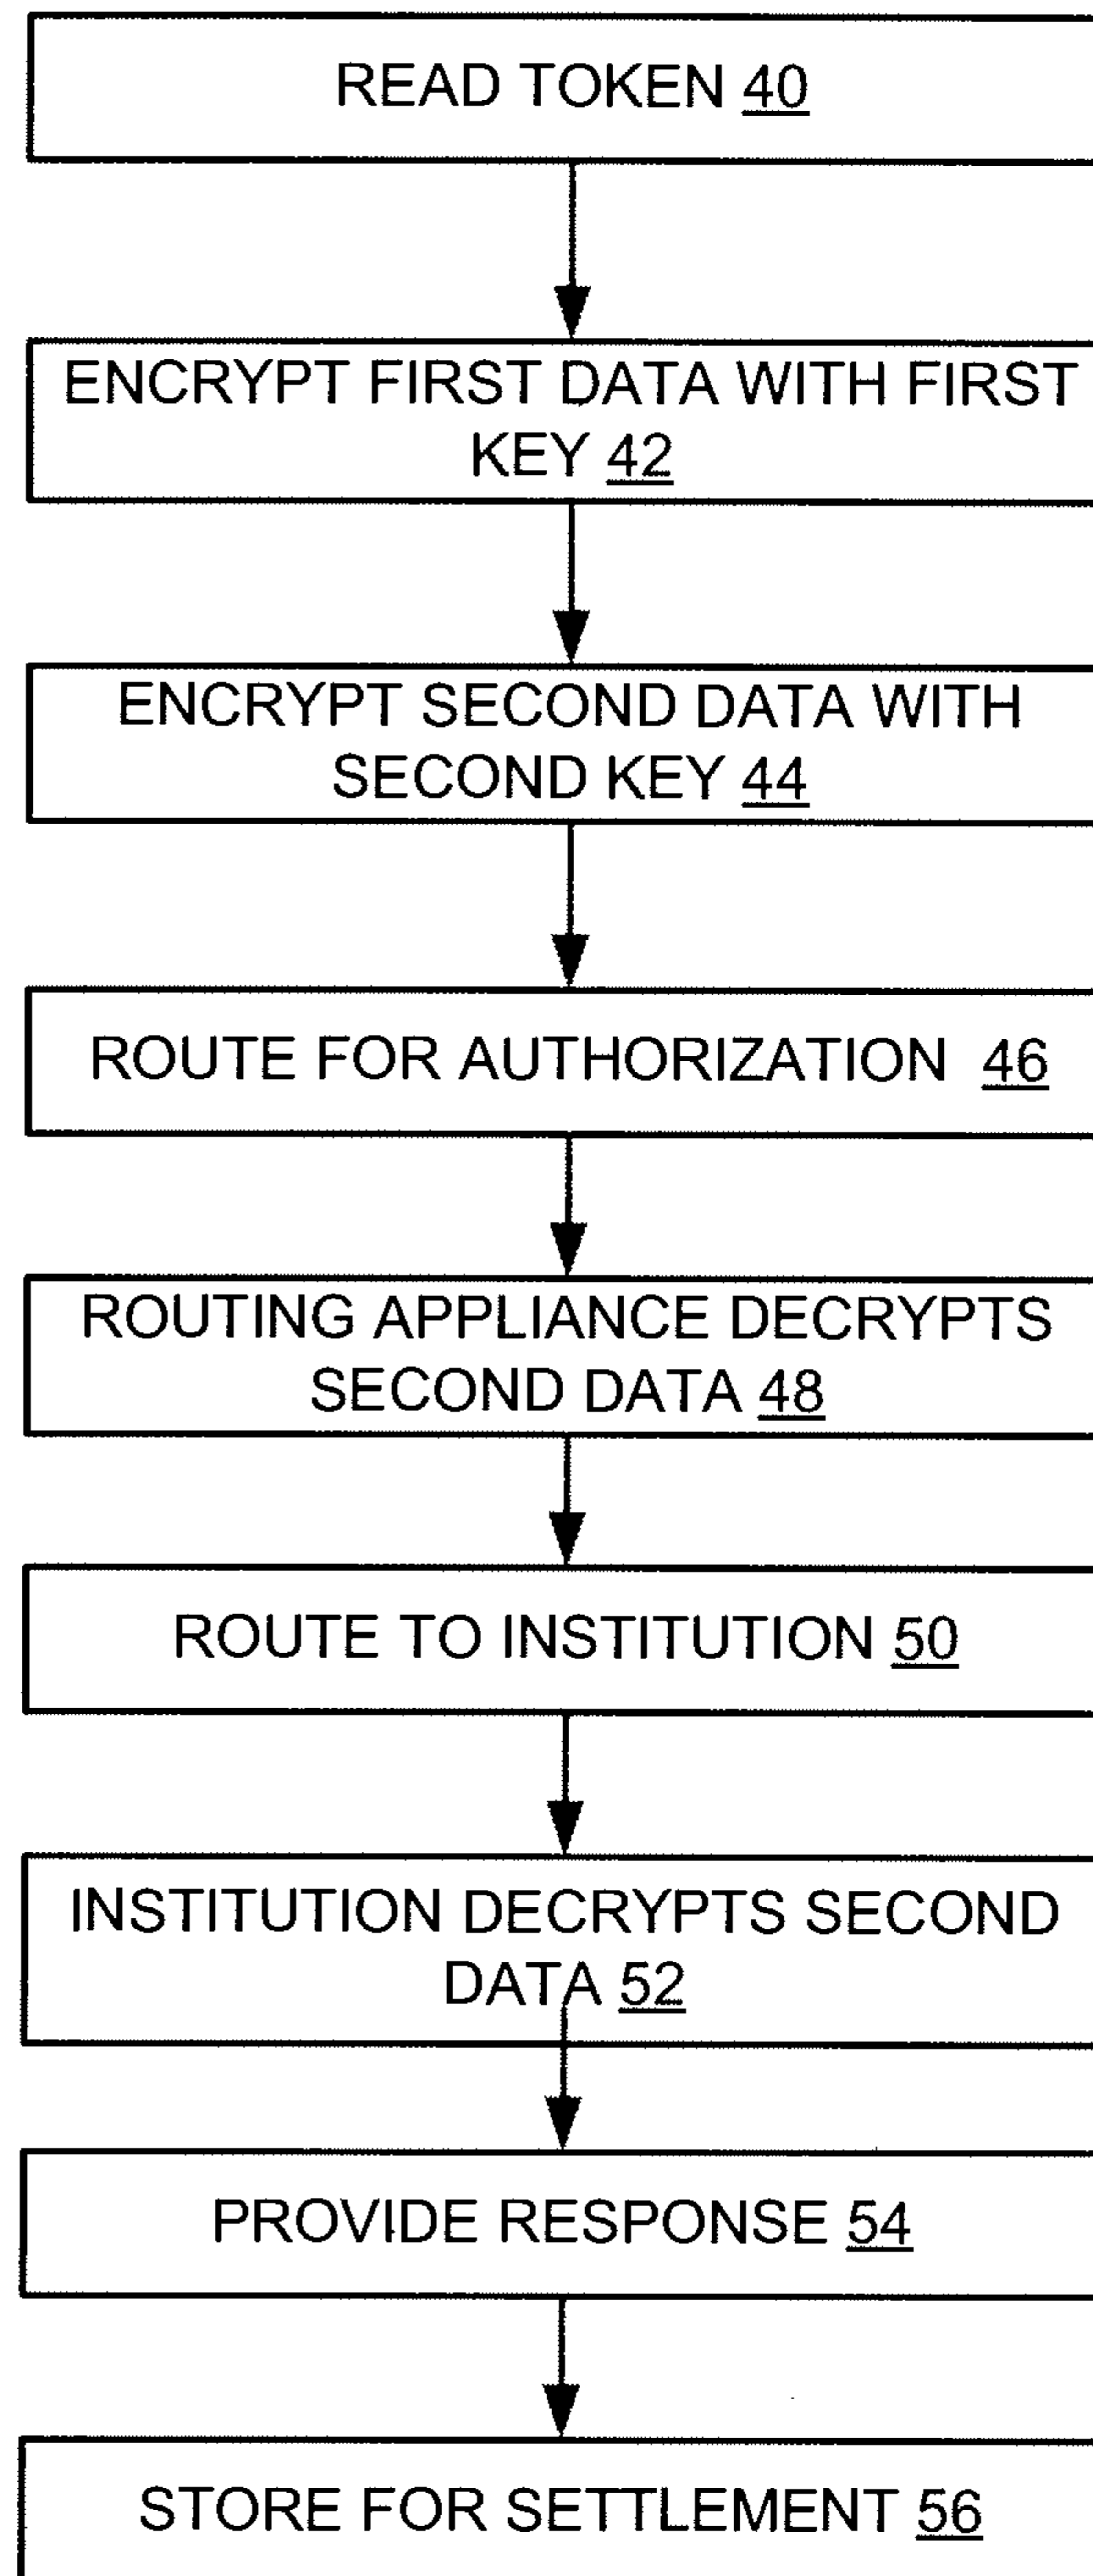 READ TOKEN 40
ENCRYPT FIRST DATA WITH FIRST
KEY 42
ENCRYPT SECOND DATA WITH
SECOND KEY 44
ROUTE FOR AUTHORIZATION 46
ROUTING APPLIANCE DECRYPTS
SECOND DATA 48
ROUTE TO INSTITUTION 50
INSTITUTION DECRYPTS SECOND
DATA 52
PROVIDE RESPONSE 54
STORE FOR SETTLEMENT 56